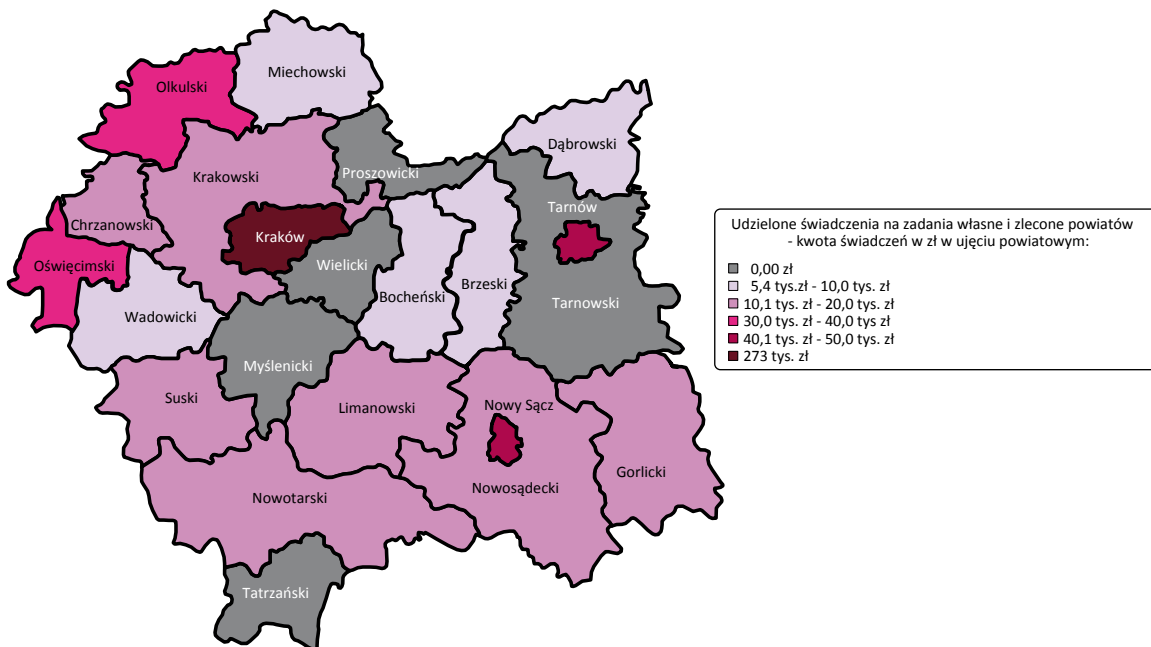 Miechowski
Olkulski
Dąbrowski
Proszowicki
Krakowski
Tarnów
Chrzanowski
Kraków
Oświęcimski
Wielicki
Brzeski
Bocheński
Tarnowski
Wadowicki
Myślenicki
Suski
Limanowski
Nowy Sącz
Gorlicki
Nowosądecki
Nowotarski
Tatrzański
Udzielone świadczenia na zadania własne i zlecone powiatów
- kwota świadczeń w zł w ujęciu powiatowym:
0,00 zł
5,4 tys.zł - 10,0 tys. zł
10,1 tys. zł - 20,0 tys. zł
30,0 tys. zł - 40,0 tys zł
40,1 tys. zł - 50,0 tys. zł
273 tys. zł